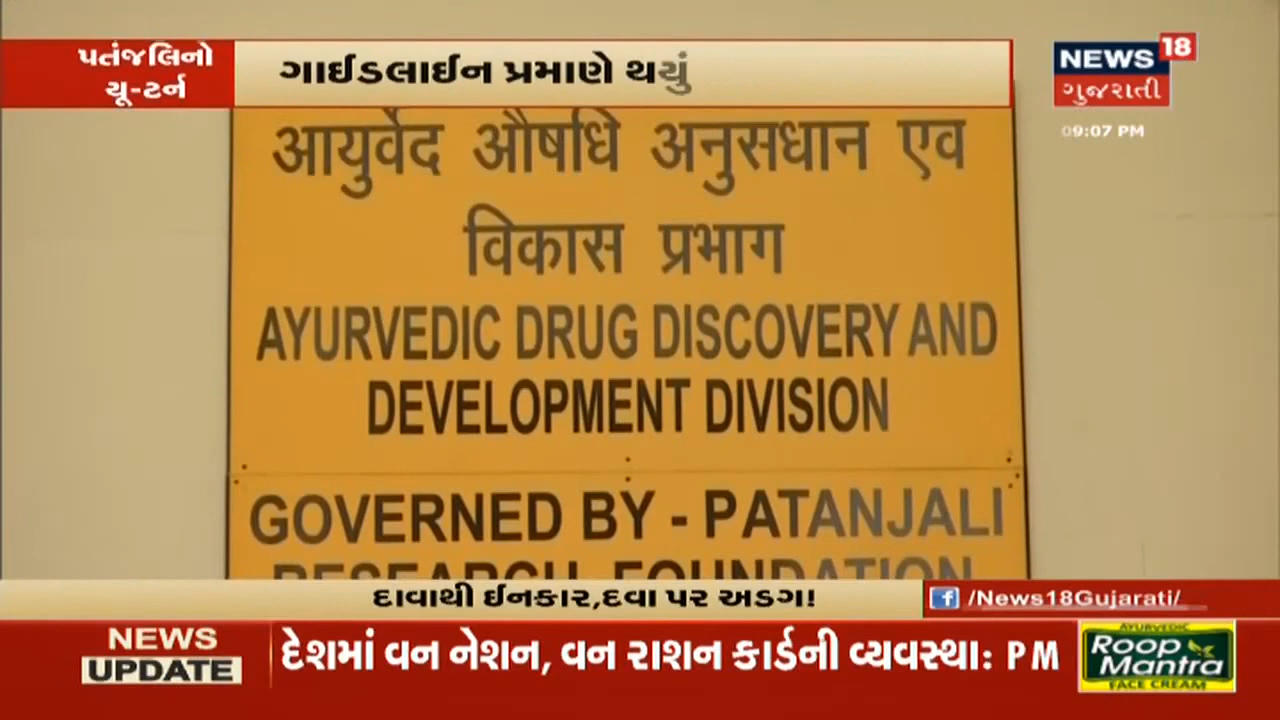 પતંજલિનો
યૂ-ટર્ન
ગાઈડલાઈન પ્રમાણે થયું
NEWS 18
ગુજરાતી
09:07 PM
आयुर्वेद औषधि अनुसधान एव
विकास प्रभाग
AYURVEDIC DRUG DISCOVERY AND
DEVELOPMENT DIVISION
GOVERNED BY - PATANJALI
RESEARCH FOUNDATION
દાવાથી ઈનકાર,દવા પર અડગ!
/News18Gujarati/
NEWS
UPDATE
દેશમાં વન નેશન, વન રાશન કાર્ડની વ્યવસ્થાઃ PM
AYURVEDIC
Roop
Mantra
FACE CREAM